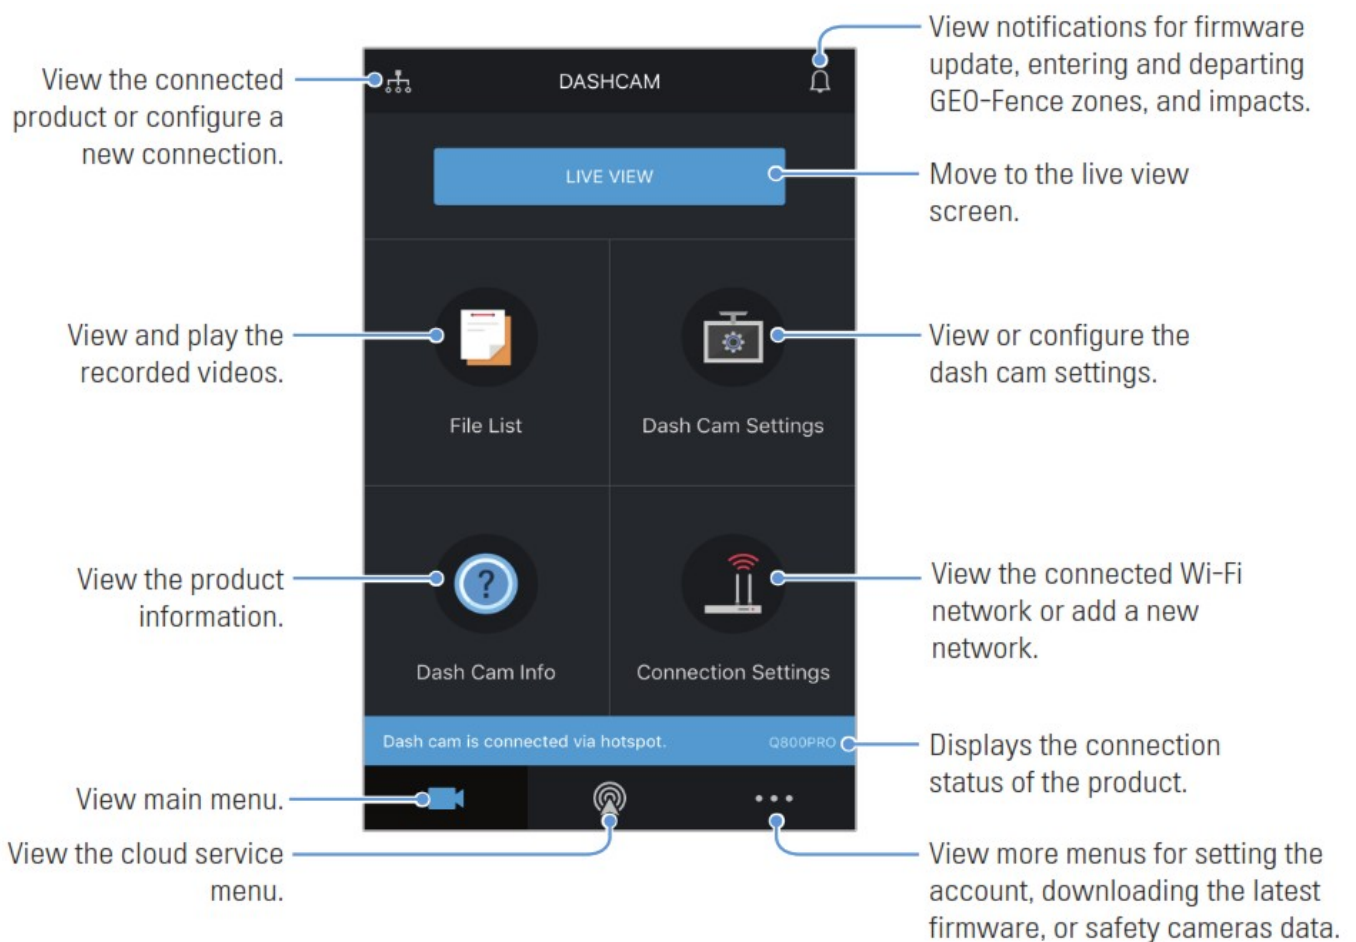 View notifications for firmware
update, entering and departing
GEO-Fence zones, and impacts.
View the connected
product or configure a
new connection.
DASHCAM
LIVE VIEW
Move to the live view
screen.
View and play the
recorded videos.
File List
Dash Cam Settings
View or configure the
dash cam settings.
View the product
information.
?
Dash Cam Info
Connection Settings
View the connected Wi-Fi
network or add a new
network.
Dash cam is connected via hotspot.
Q800PRO
Displays the connection
status of the product.
View main menu.
View the cloud service
menu.
View more menus for setting the
account, downloading the latest
firmware, or safety cameras data.